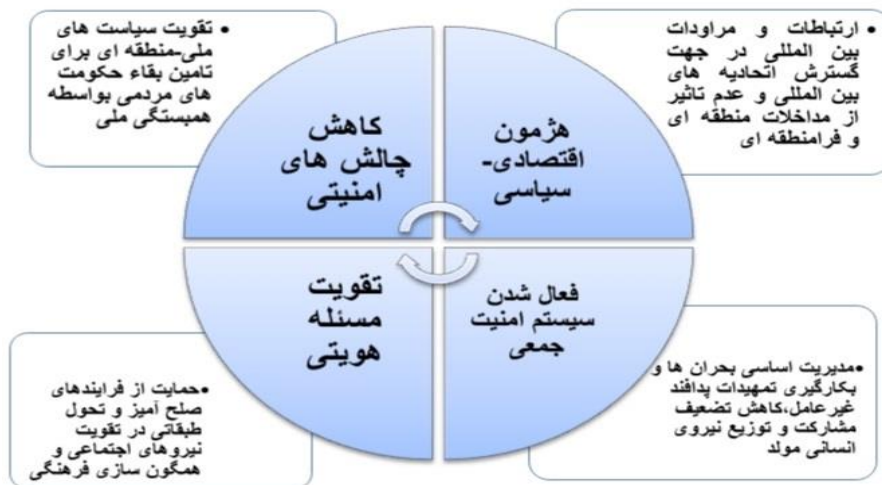 • ارتباطات و مراودات
بین المللی در جهت
گسترش اتحادیه های
بین المللی و عدم تاثیر
از مداخلات منطقه ای
و فرامنطقه ای
• تقویت سیاست های
ملی-منطقه ای برای
تامین بقاء حکومت
های مردمی بواسطه
همبستگی ملی
هژمون
اقتصادی-
سیاسی
کاهش
چالش های
امنیتی
فعال شدن
سیستم امنیت
جمعی
تقویت
مسئله
هویتی
•مدیریت اساسی بحران ها و
بکارگیری تمهیدات پدافند
غیرعامل،کاهش تضعیف
مشارکت و توزیع نیروی
انسانی مولد
•حمایت از فرایندهای
صلح آمیز و تحول
طبقاتی در تقویت
نیروهای اجتماعی و
همگون سازی فرهنگی